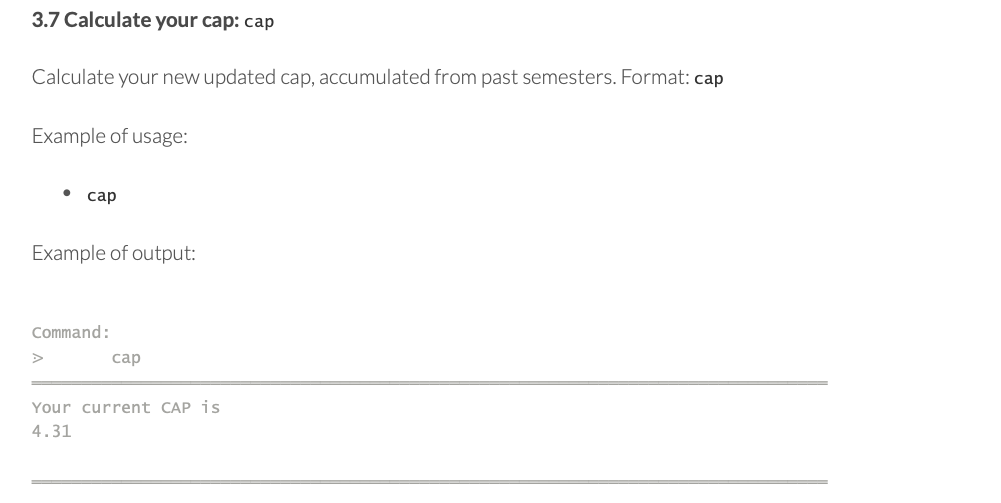 3.7 Calculate your cap: cap
Calculate your new updated cap, accumulated from past semesters. Format: cap
Example of usage:
• cap
Example of output:
Command:
> cap
Your current CAP is
4.31